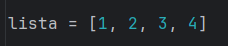 lista = [1, 2, 3, 4]